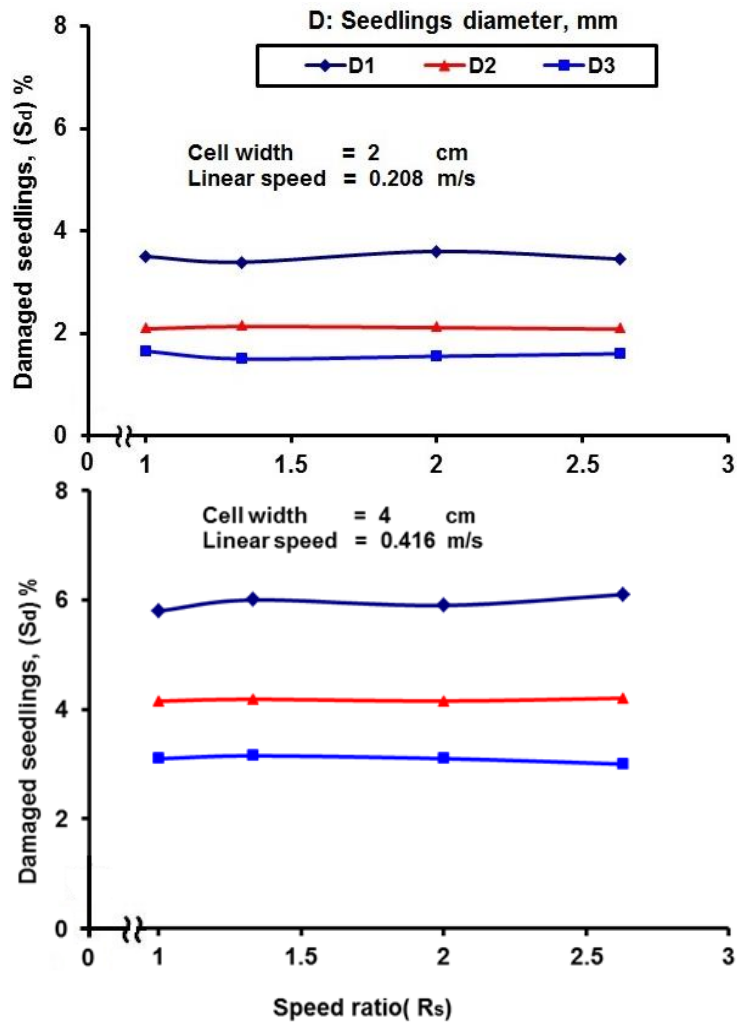 D: Seedlings diameter, mm
D1 D2 D3
Cell width = 2 cm
Linear speed = 0.208 m/s
Damaged seedlings, (Sd) %
8
6
4
2
0
0 1 1.5 2 2.5 3
Cell width = 4 cm
Linear speed = 0.416 m/s
Damaged seedlings, (Sd) %
8
6
4
2
0
0 1 1.5 2 2.5 3
Speed ratio( Rs)